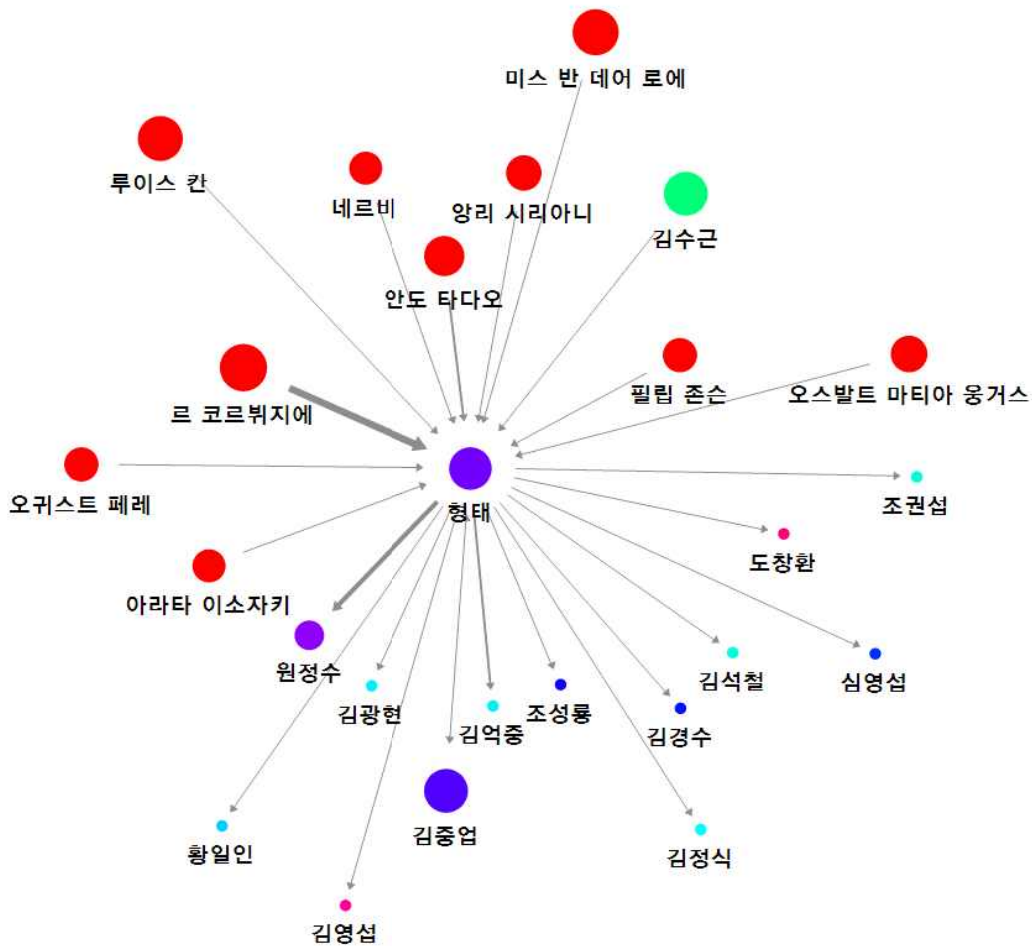 미스 반 데어 로에
루이스 칸
네르비
앙리 시리아니
김수근
안도 타다오
르 코르뷔지에
필립 존슨
오스발트 마티아 웅거스
오귀스트 페레
형태
조권섭
도창환
아라타 이소자키
원정수
김광현
김억중
조성룡
김경수
김석철
심영섭
황일인
김중업
김정식
김영섭